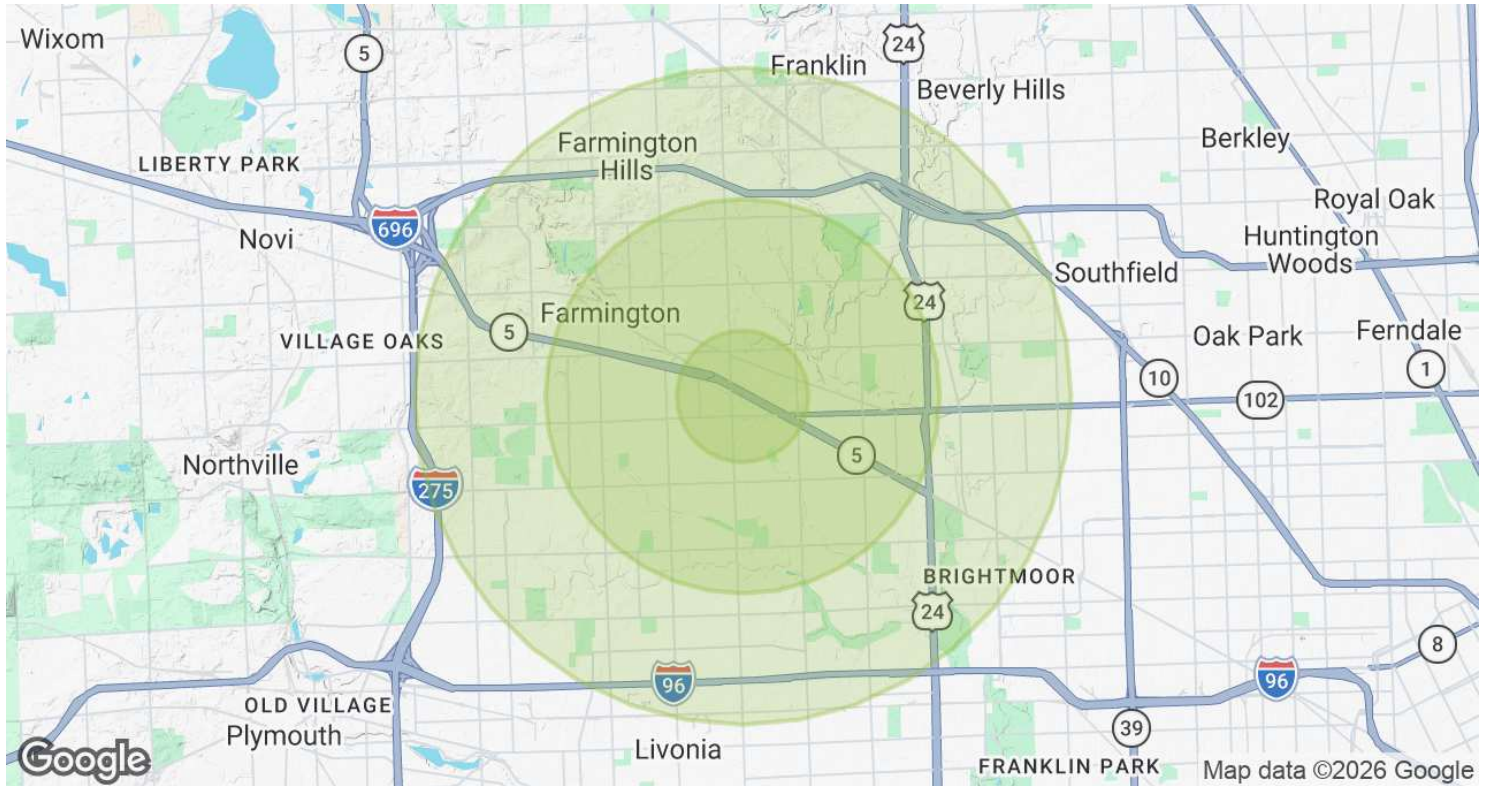 Wixom
5
24
Franklin
Beverly Hills
Berkley
LIBERTY PARK
Farmington
Hills
Royal Oak
696
Novi
Huntington
Woods
Southfield
24
Farmington
5
VILLAGE OAKS
Oak Park
Ferndale
10
1
102
5
Northville
275
BRIGHTMOOR
24
8
96
96
OLD VILLAGE
Plymouth
39
Livonia
FRANKLIN PARK
Google
Map data ©2026 Google